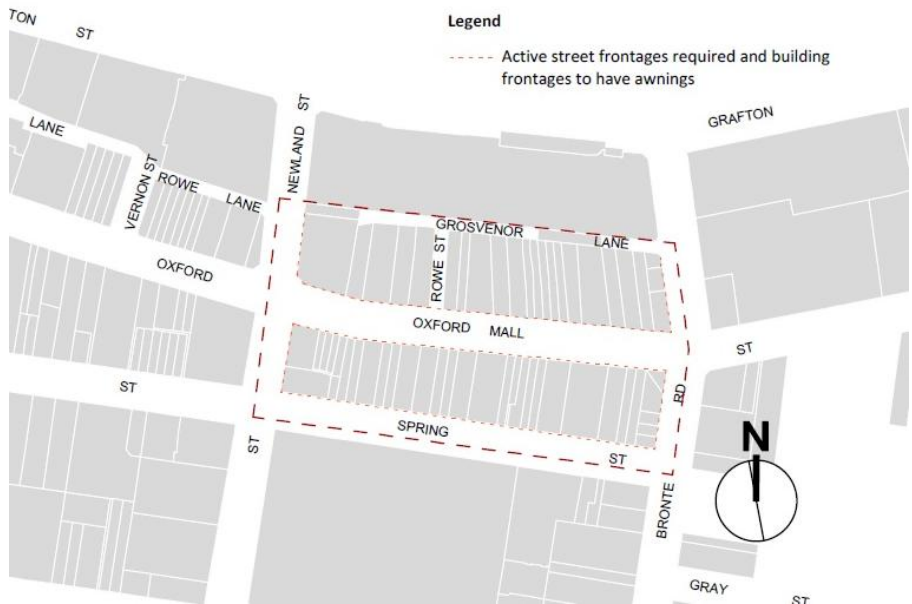 Legend
Active street frontages required and building
frontages to have awnings
TON
ST
NEWLAND ST
GRAFTON
LANE
VERNON ST
ROWE
LANE
GROSVENOR
LANE
ROWE ST
OXFORD
OXFORD MALL
ST
ST
RD
SPRING
ST
ST
N
BRONTE
GRAY
ST